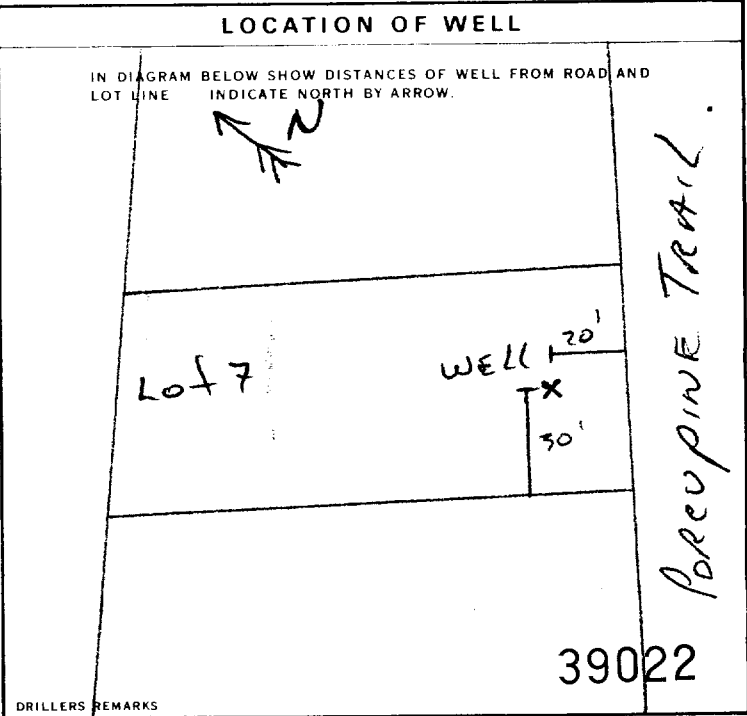 LOCATION OF WELL
IN DIAGRAM BELOW SHOW DISTANCES OF WELL FROM ROAD AND
LOT LINE INDICATE NORTH BY ARROW.
N
PORCUPINE TRAIL.
20'
WELL
X
Lot 7
30'
39022
DRILLERS REMARKS